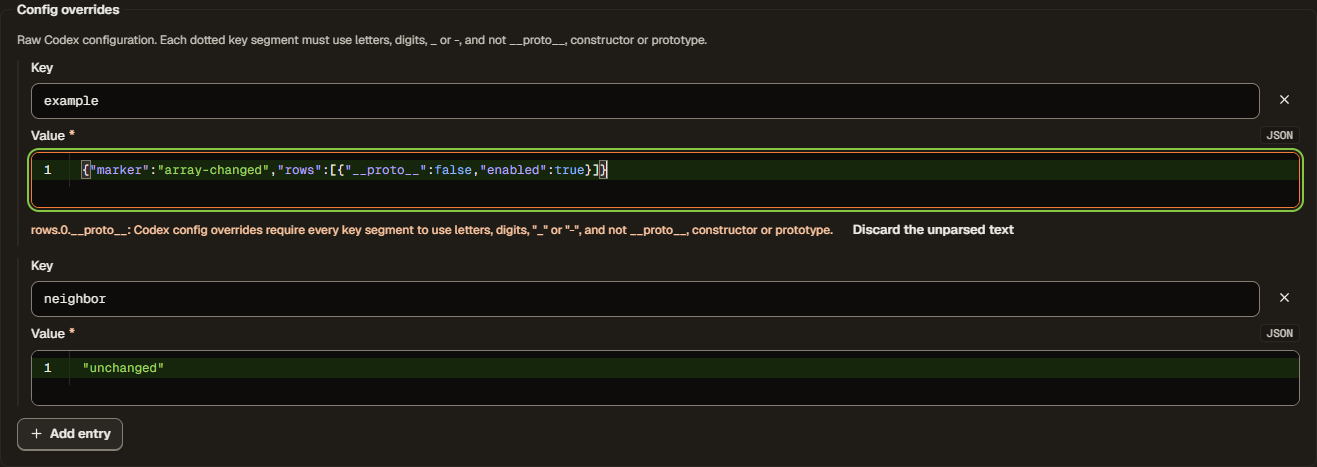 Config overrides
Raw Codex configuration. Each dotted key segment must use letters, digits, _ or -, and not __proto__, constructor or prototype.
Key
example
Value *
JSON
1 {"marker":"array-changed","rows":[{"__proto__":false,"enabled":true}]}
rows.0.__proto__: Codex config overrides require every key segment to use letters, digits, "_" or "-", and not __proto__, constructor or prototype. Discard the unparsed text
Key
neighbor
Value *
JSON
1 "unchanged"
+ Add entry